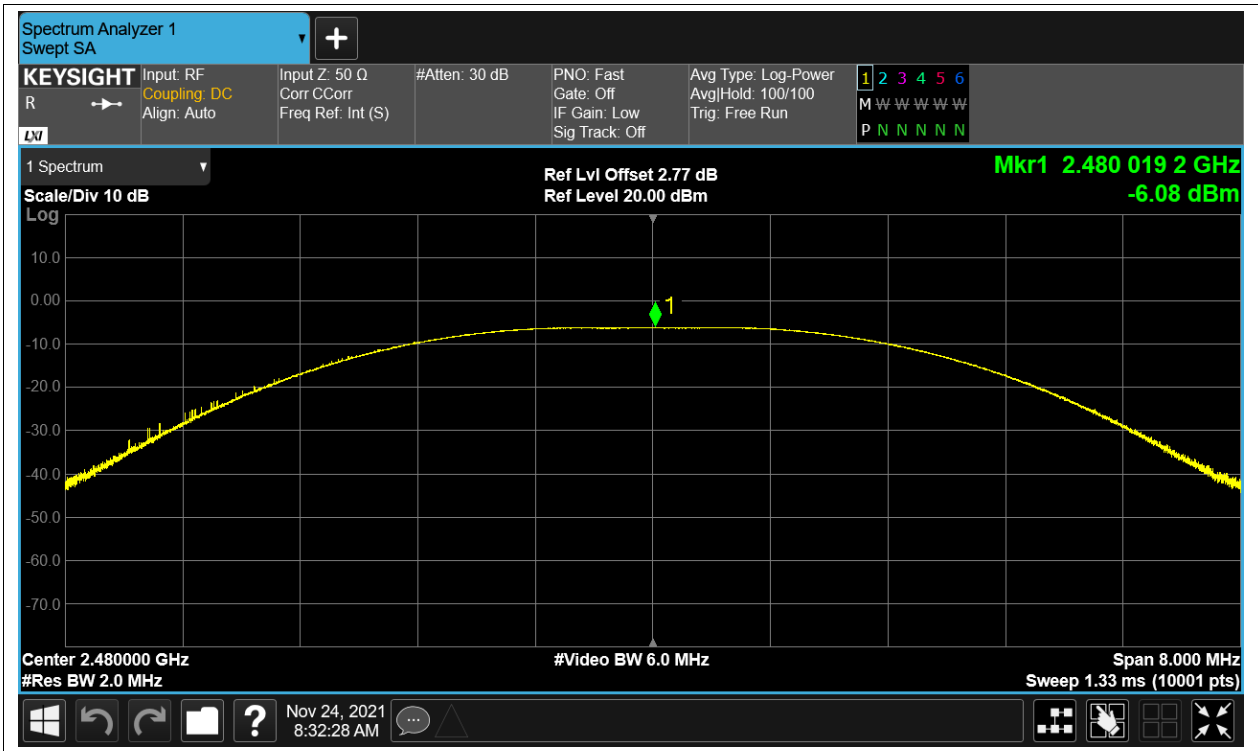 Spectrum Analyzer 1
Swept SA
KEYSIGHT
R
LXI
Input: RF
Coupling: DC
Align: Auto
Input Z: 50 Ω
Corr CCorr
Freq Ref: Int (S)
#Atten: 30 dB
PNO: Fast
Gate: Off
IF Gain: Low
Sig Track: Off
Avg Type: Log-Power
Avg|Hold: 100/100
Trig: Free Run
1 2 3 4 5 6
M W W W W W
P N N N N N
1 Spectrum
Scale/Div 10 dB
Log
Ref Lvl Offset 2.77 dB
Ref Level 20.00 dBm
Mkr1 2.480 019 2 GHz
-6.08 dBm
1
10.0
0.00
-10.0
-20.0
-30.0
-40.0
-50.0
-60.0
-70.0
Center 2.480000 GHz
#Res BW 2.0 MHz
#Video BW 6.0 MHz
Span 8.000 MHz
Sweep 1.33 ms (10001 pts)
?
Nov 24, 2021
8:32:28 AM